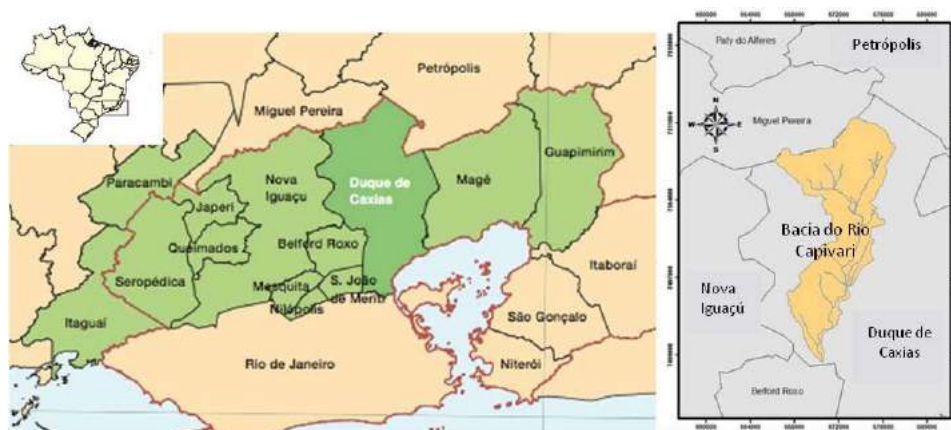 Petrópolis
Miguel Pereira
Guapimirim
Paracambi
Nova
Iguaçu
Duque de
Caxias
Magé
Japeri
Queimados
Belford Roxo
Seropédica
Itaboraí
Mesquita
S. João
de Meriti
Nilópolis
Itaguaí
São Gonçalo
Rio de Janeiro
Niterói
Paty do Alferes
Petrópolis
N
W
E
S
Miguel Pereira
Bacia do Rio
Capivari
Nova
Iguaçú
Duque de
Caxias
Belford Roxo